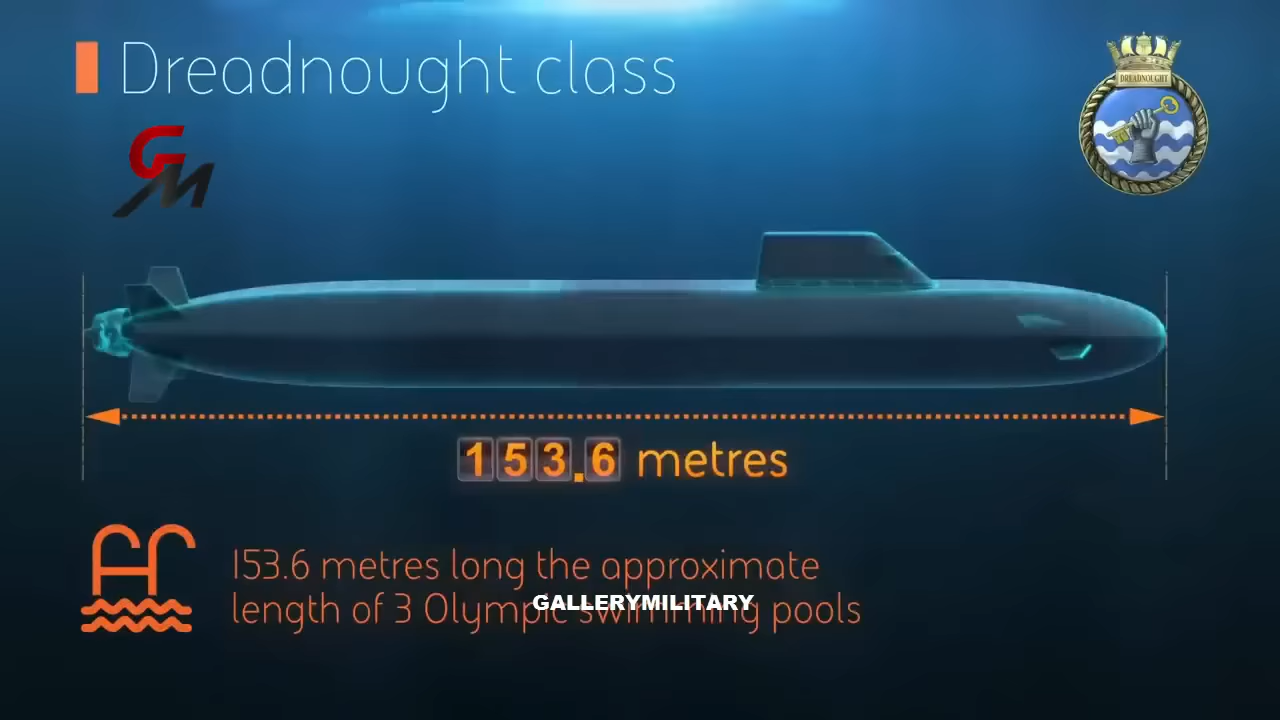 Dreadnought class
DREADNOUGHT
GM
153.6 metres
153.6 metres long the approximate
length of 3 Olympic swimming pools
GALLERYMILITARY